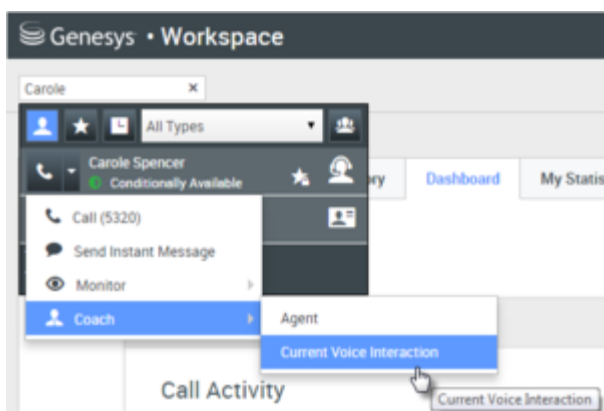 Genesys • Workspace
Carole ×
All Types
Carole Spencer
Conditionally Available
ry Dashboard My Statis
Call (5320)
Send Instant Message
Monitor
Coach
Agent
Current Voice Interaction
Call Activity
Current Voice Interaction